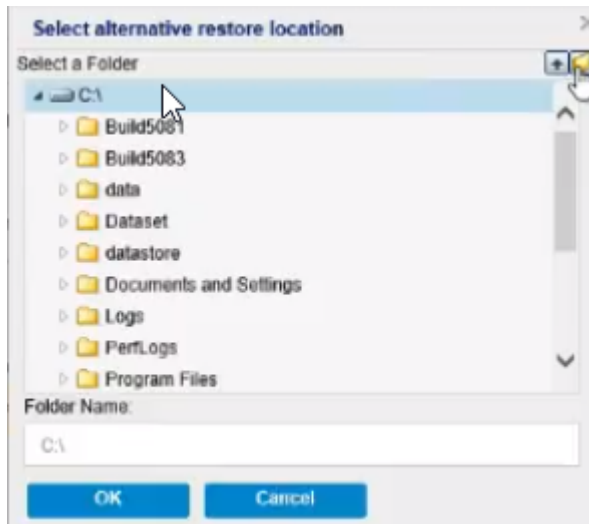 Select alternative restore location
Select a Folder
C:\
Build5081
Build5083
data
Dataset
datastore
Documents and Settings
Logs
PerfLogs
Program Files
Folder Name:
C:\
OK Cancel